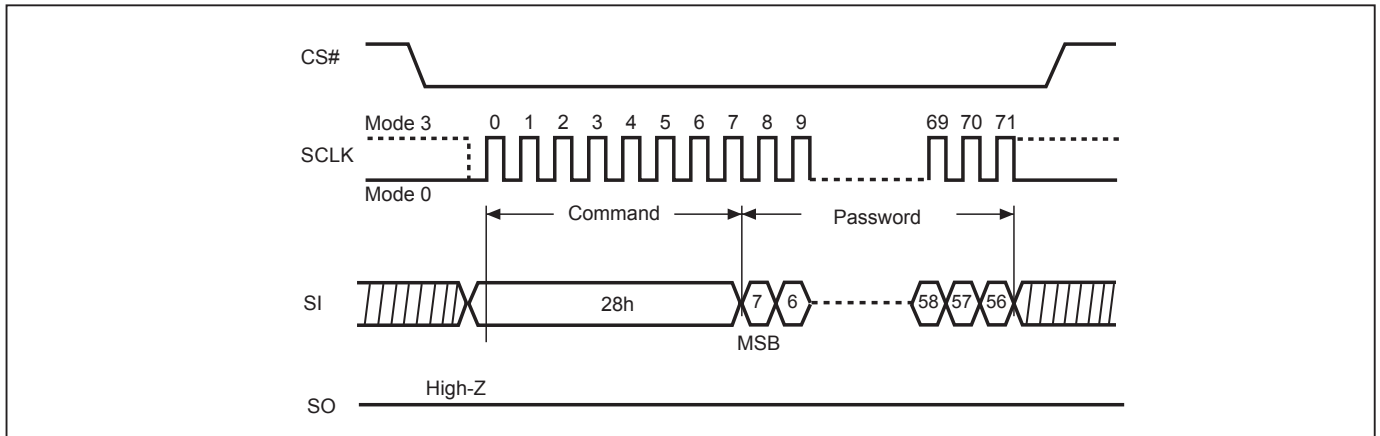 CS#
Mode 3 0 1 2 3 4 5 6 7 8 9 69 70 71
SCLK
Mode 0
Command Password
SI 28h 7 6 58 57 56
MSB
High-Z
SO